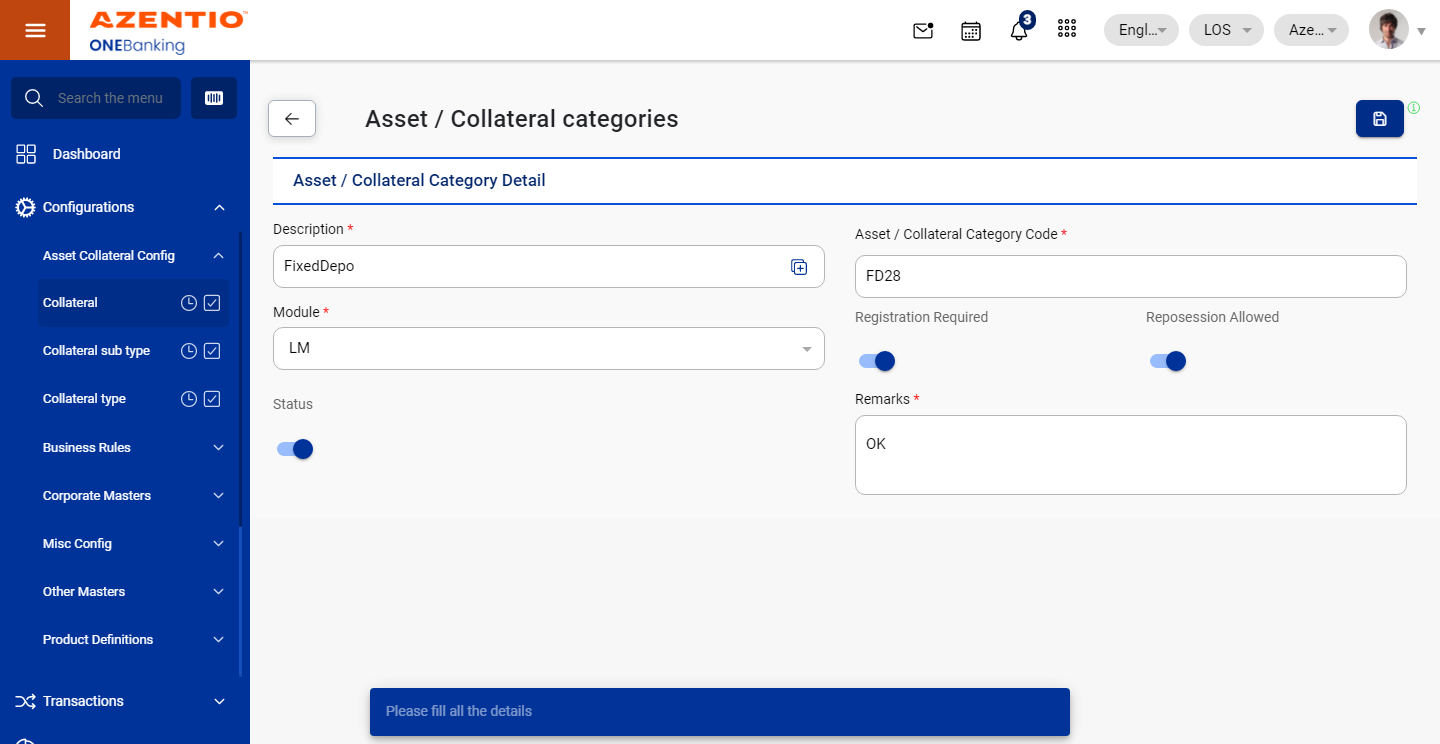 AZENTIO™
ONEBanking
3
Engl...
LOS
Aze...
Search the menu
Dashboard
Configurations
Asset Collateral Config
Collateral
Collateral sub type
Collateral type
Business Rules
Corporate Masters
Misc Config
Other Masters
Product Definitions
Transactions
Asset / Collateral categories
Asset / Collateral Category Detail
Description *
FixedDepo
Asset / Collateral Category Code *
FD28
Module *
LM
Registration Required
Reposession Allowed
Status
Remarks *
OK
Please fill all the details